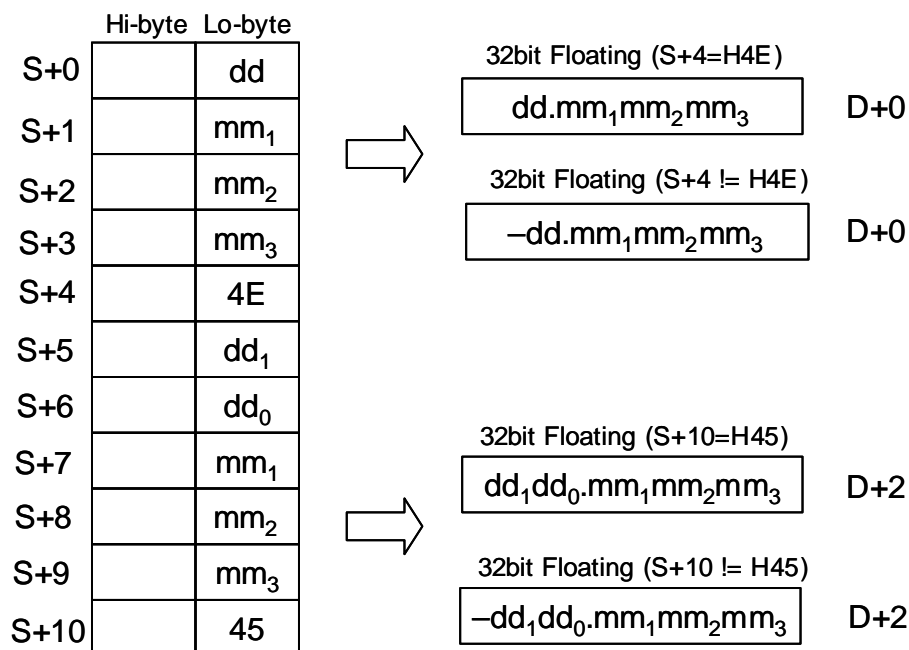 Hi-byte Lo-byte
S+0 dd
S+1 mm₁
S+2 mm₂
S+3 mm₃
S+4 4E
S+5 dd₁
S+6 dd₀
S+7 mm₁
S+8 mm₂
S+9 mm₃
S+10 45
32bit Floating (S+4=H4E)
dd.mm₁mm₂mm₃ D+0
32bit Floating (S+4 != H4E)
–dd.mm₁mm₂mm₃ D+0
32bit Floating (S+10=H45)
dd₁dd₀.mm₁mm₂mm₃ D+2
32bit Floating (S+10 != H45)
–dd₁dd₀.mm₁mm₂mm₃ D+2